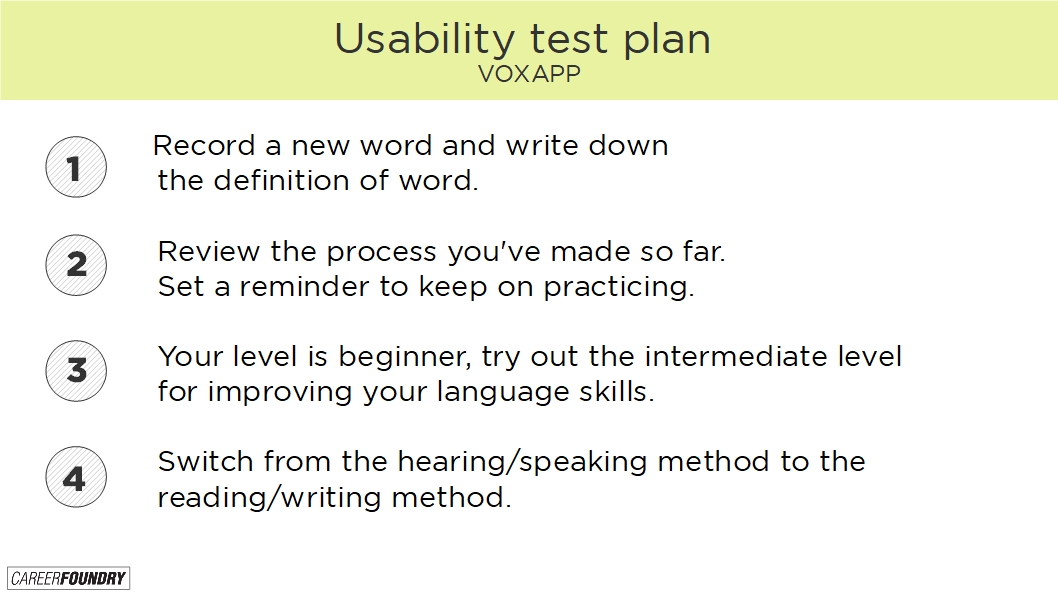 Usability test plan
VOXAPP
1
Record a new word and write down
the definition of word.
2
Review the process you've made so far.
Set a reminder to keep on practicing.
3
Your level is beginner, try out the intermediate level
for improving your language skills.
4
Switch from the hearing/speaking method to the
reading/writing method.
CAREERFOUNDRY